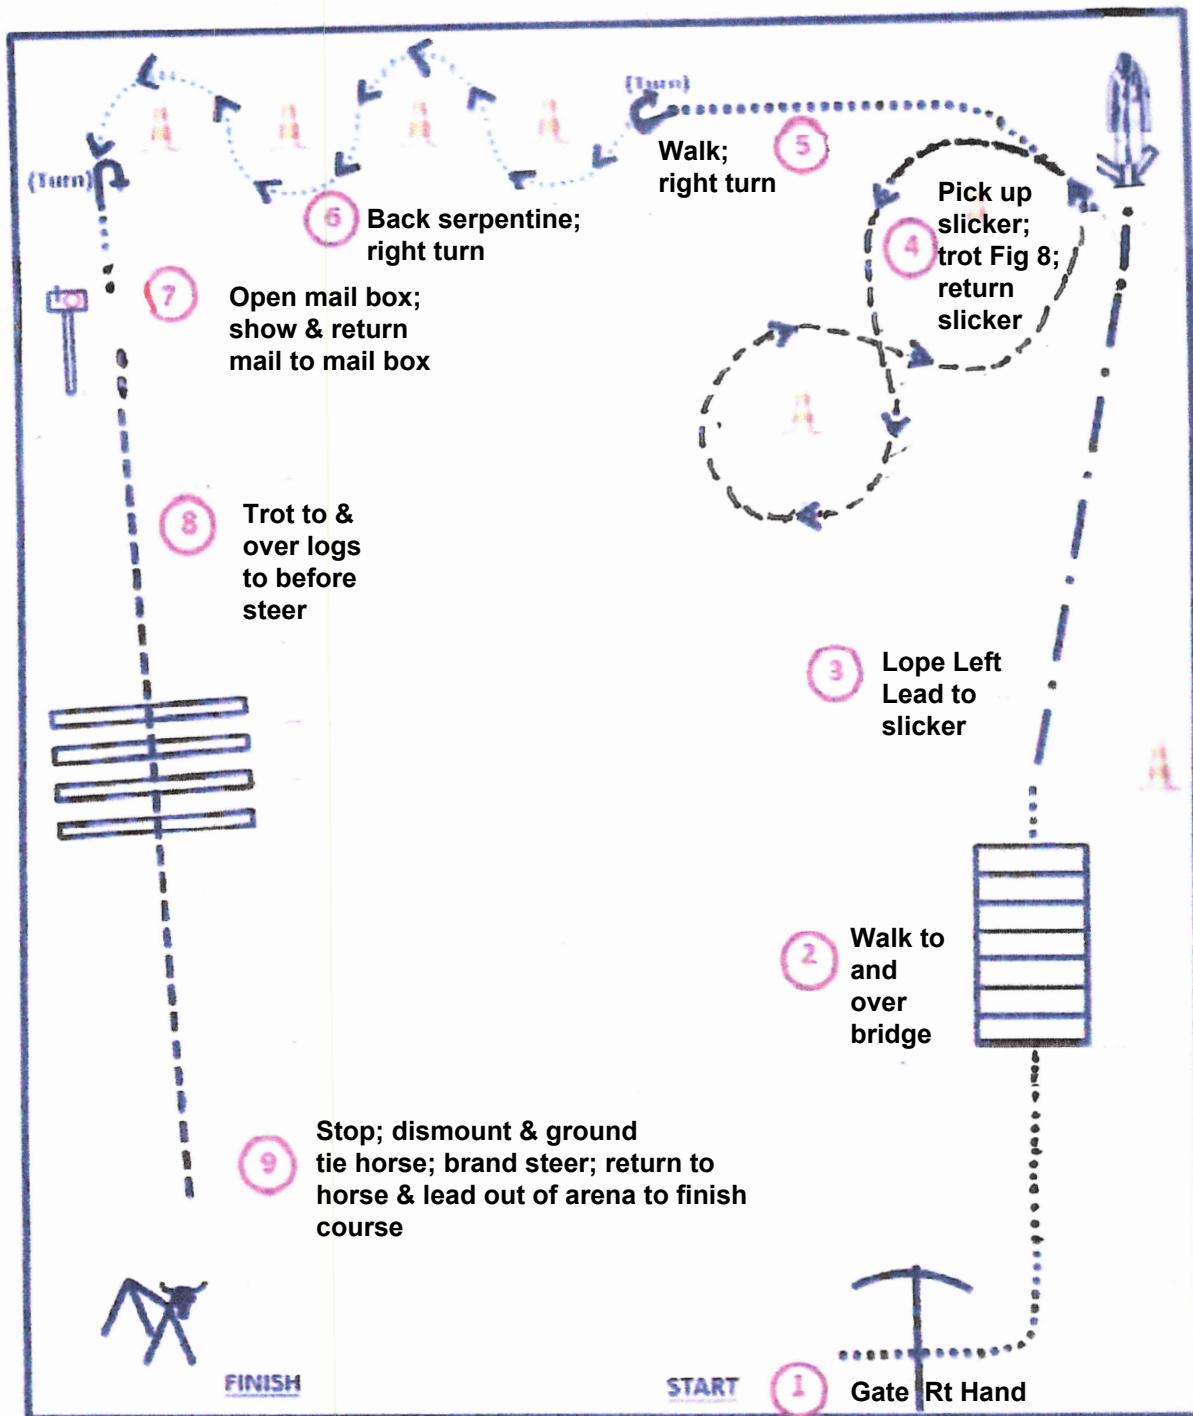 (Turn)
5
Walk;
right turn
(Turn)
6
Back serpentine;
right turn
4
Pick up
slicker;
trot Fig 8;
return
slicker
7
Open mail box;
show & return
mail to mail box
8
Trot to &
over logs
to before
steer
3
Lope Left
Lead to
slicker
2
Walk to
and
over
bridge
9
Stop; dismount & ground
tie horse; brand steer; return to
horse & lead out of arena to finish
course
FINISH
START
1
Gate Rt Hand